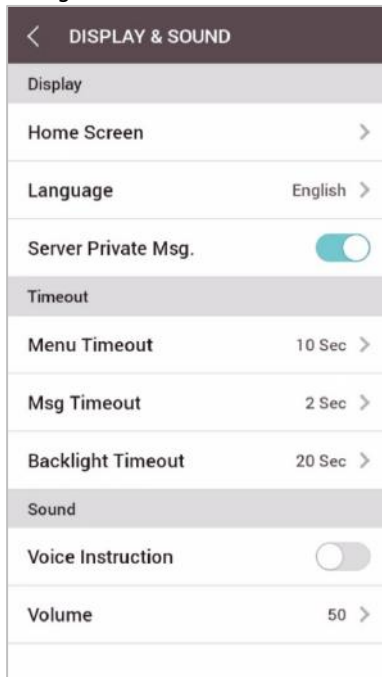 DISPLAY & SOUND
Display
Home Screen
Language English
Server Private Msg.
Timeout
Menu Timeout 10 Sec
Msg Timeout 2 Sec
Backlight Timeout 20 Sec
Sound
Voice Instruction
Volume 50